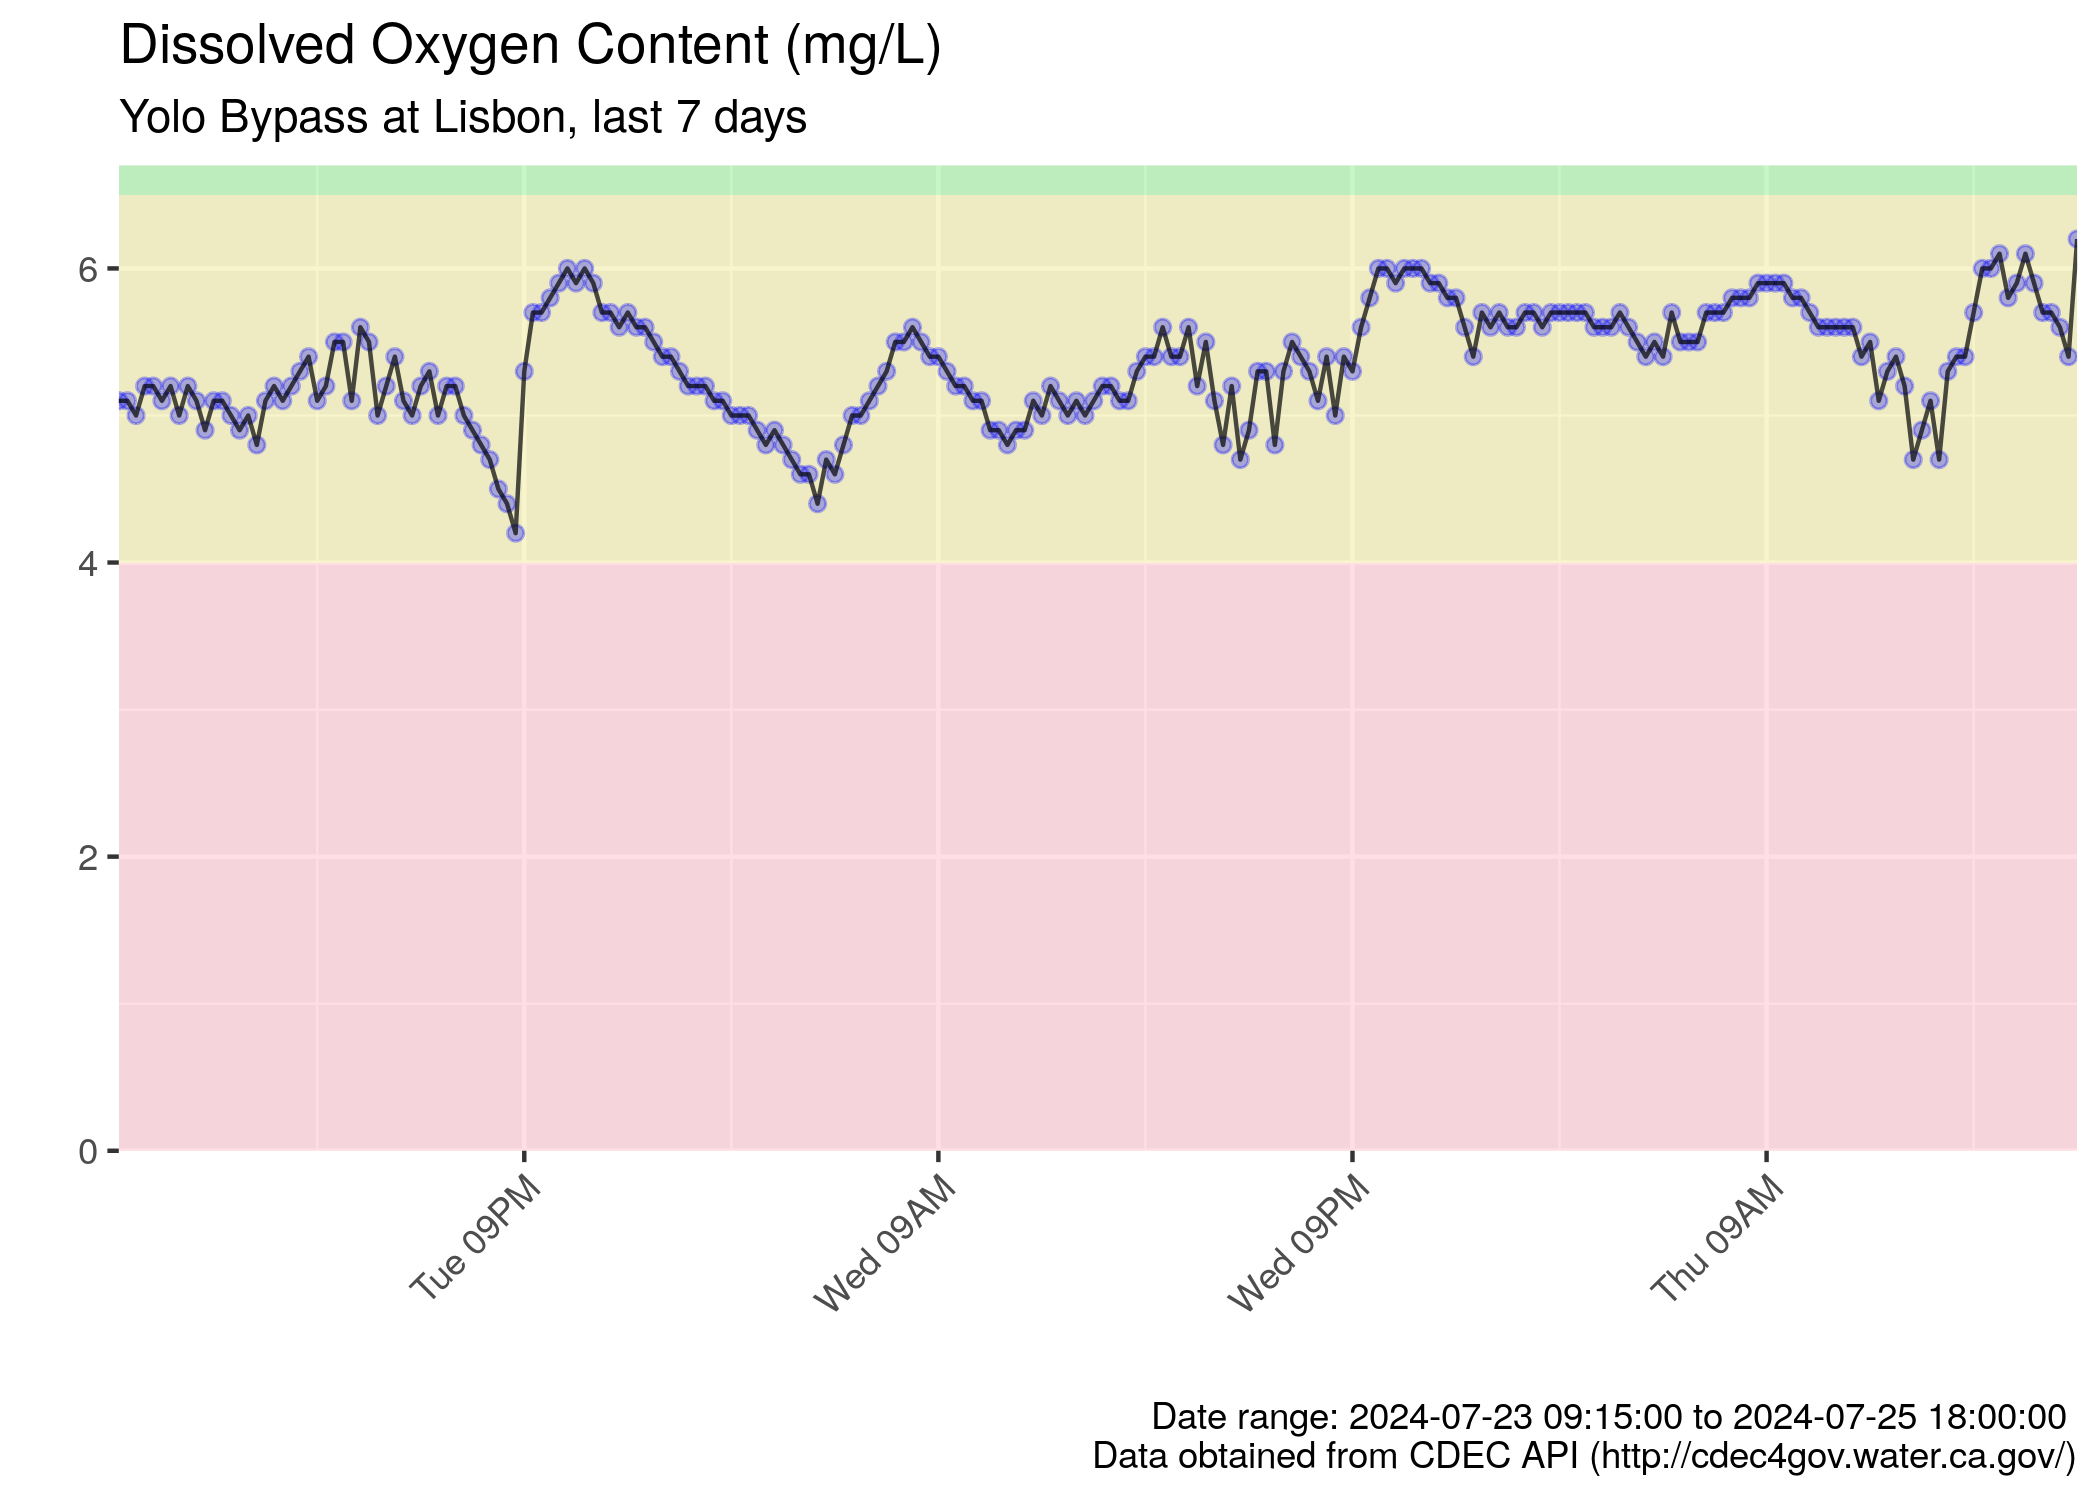 Dissolved Oxygen Content (mg/L)
Yolo Bypass at Lisbon, last 7 days
6
4
2
0
Tue 09PM
Wed 09AM
Wed 09PM
Thu 09AM
Date range: 2024-07-23 09:15:00 to 2024-07-25 18:00:00
Data obtained from CDEC API (http://cdec4gov.water.ca.gov/)